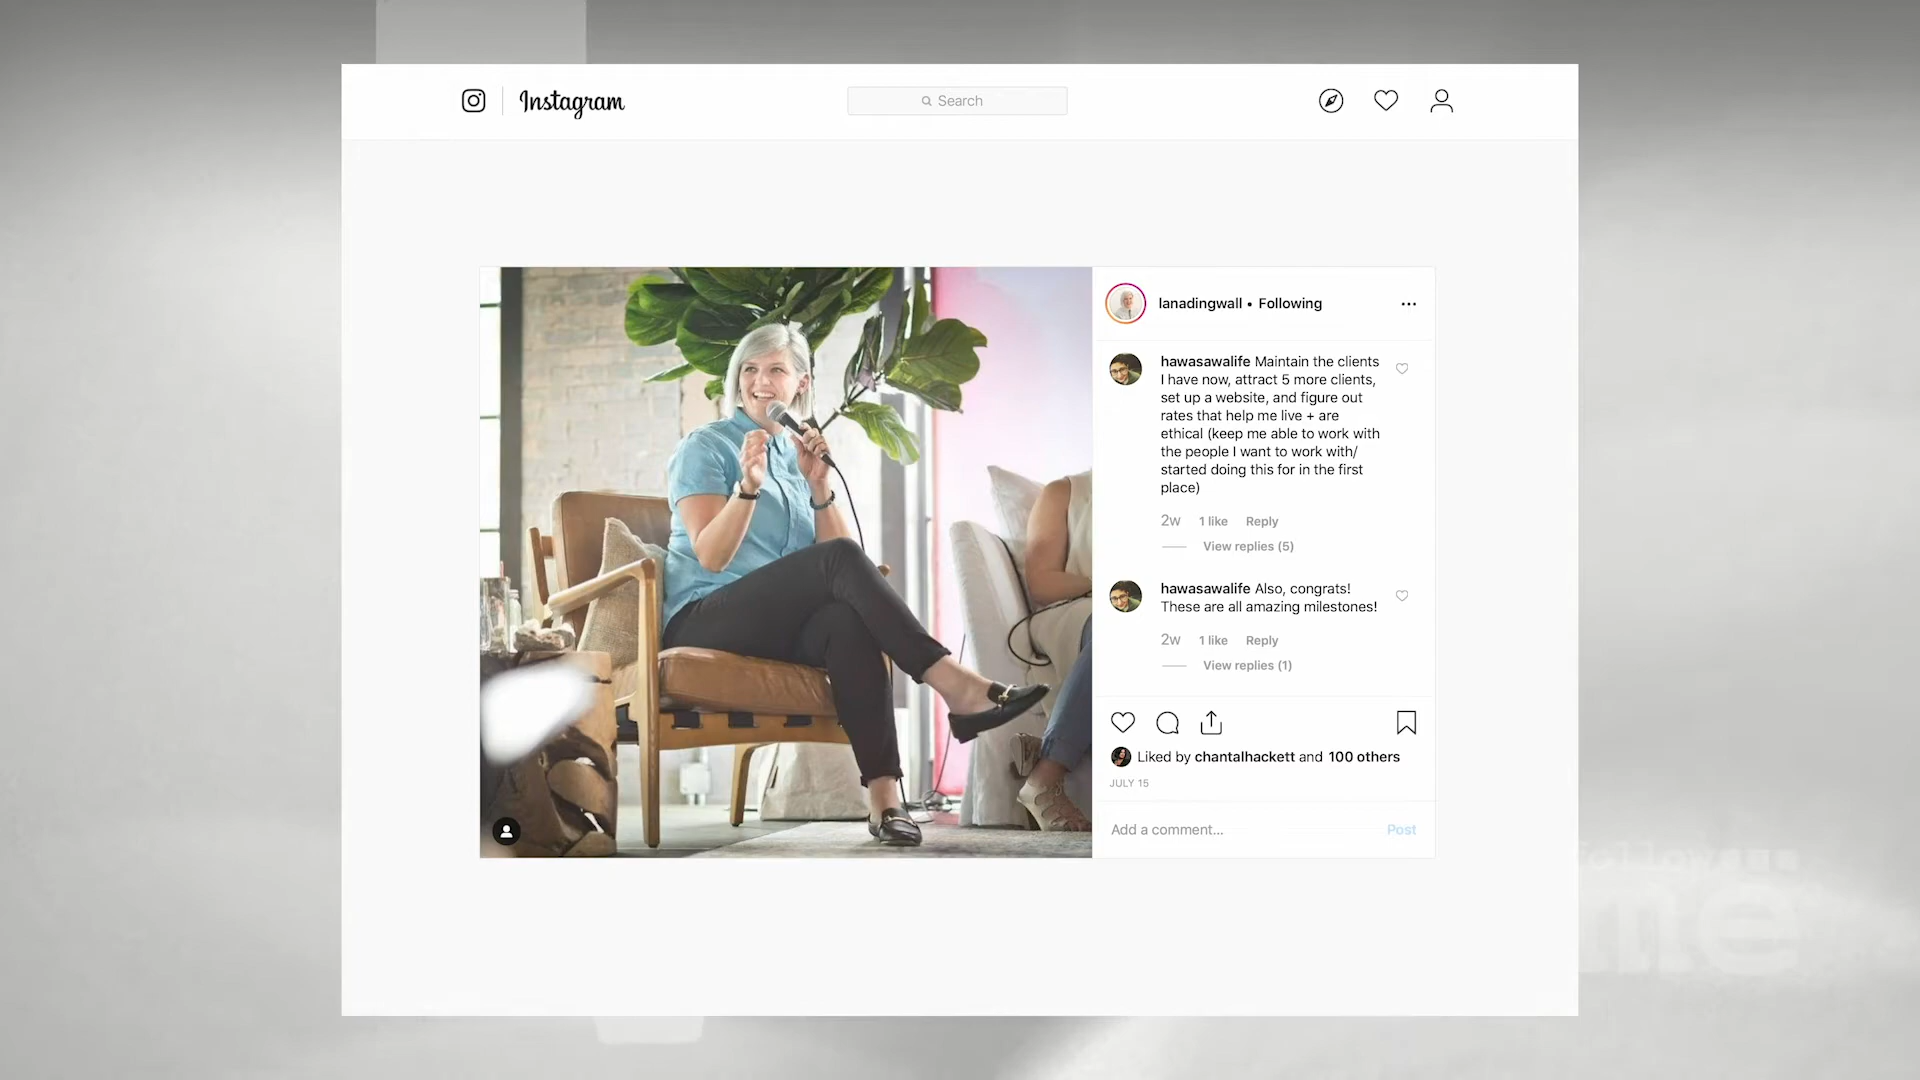 Instagram
Search
lanadingwall • Following
hawasawalife Maintain the clients
I have now, attract 5 more clients,
set up a website, and figure out
rates that help me live + are
ethical (keep me able to work with
the people I want to work with/
started doing this for in the first
place)
2w 1 like Reply
View replies (5)
hawasawalife Also, congrats!
These are all amazing milestones!
2w 1 like Reply
View replies (1)
Liked by chantalhackett and 100 others
JULY 15
Add a comment... Post
me